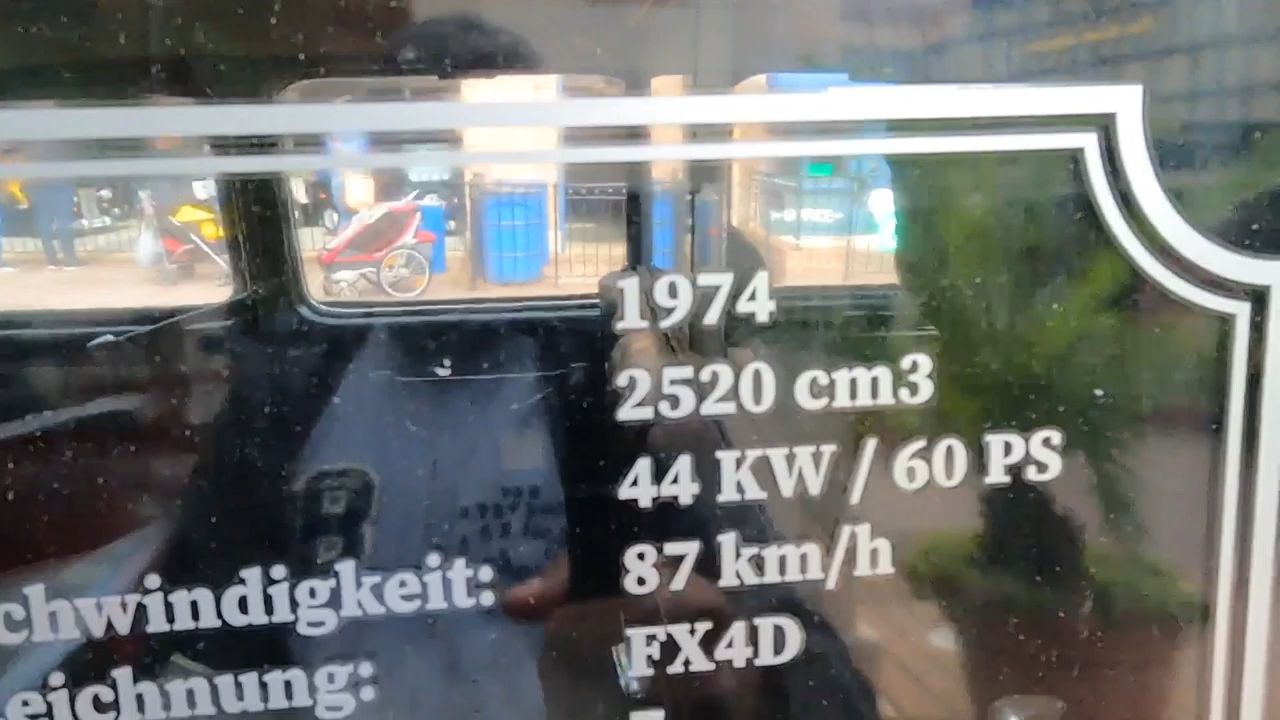 1974
2520 cm3
44 KW / 60 PS
chwindigkeit: 87 km/h
eichnung: FX4D